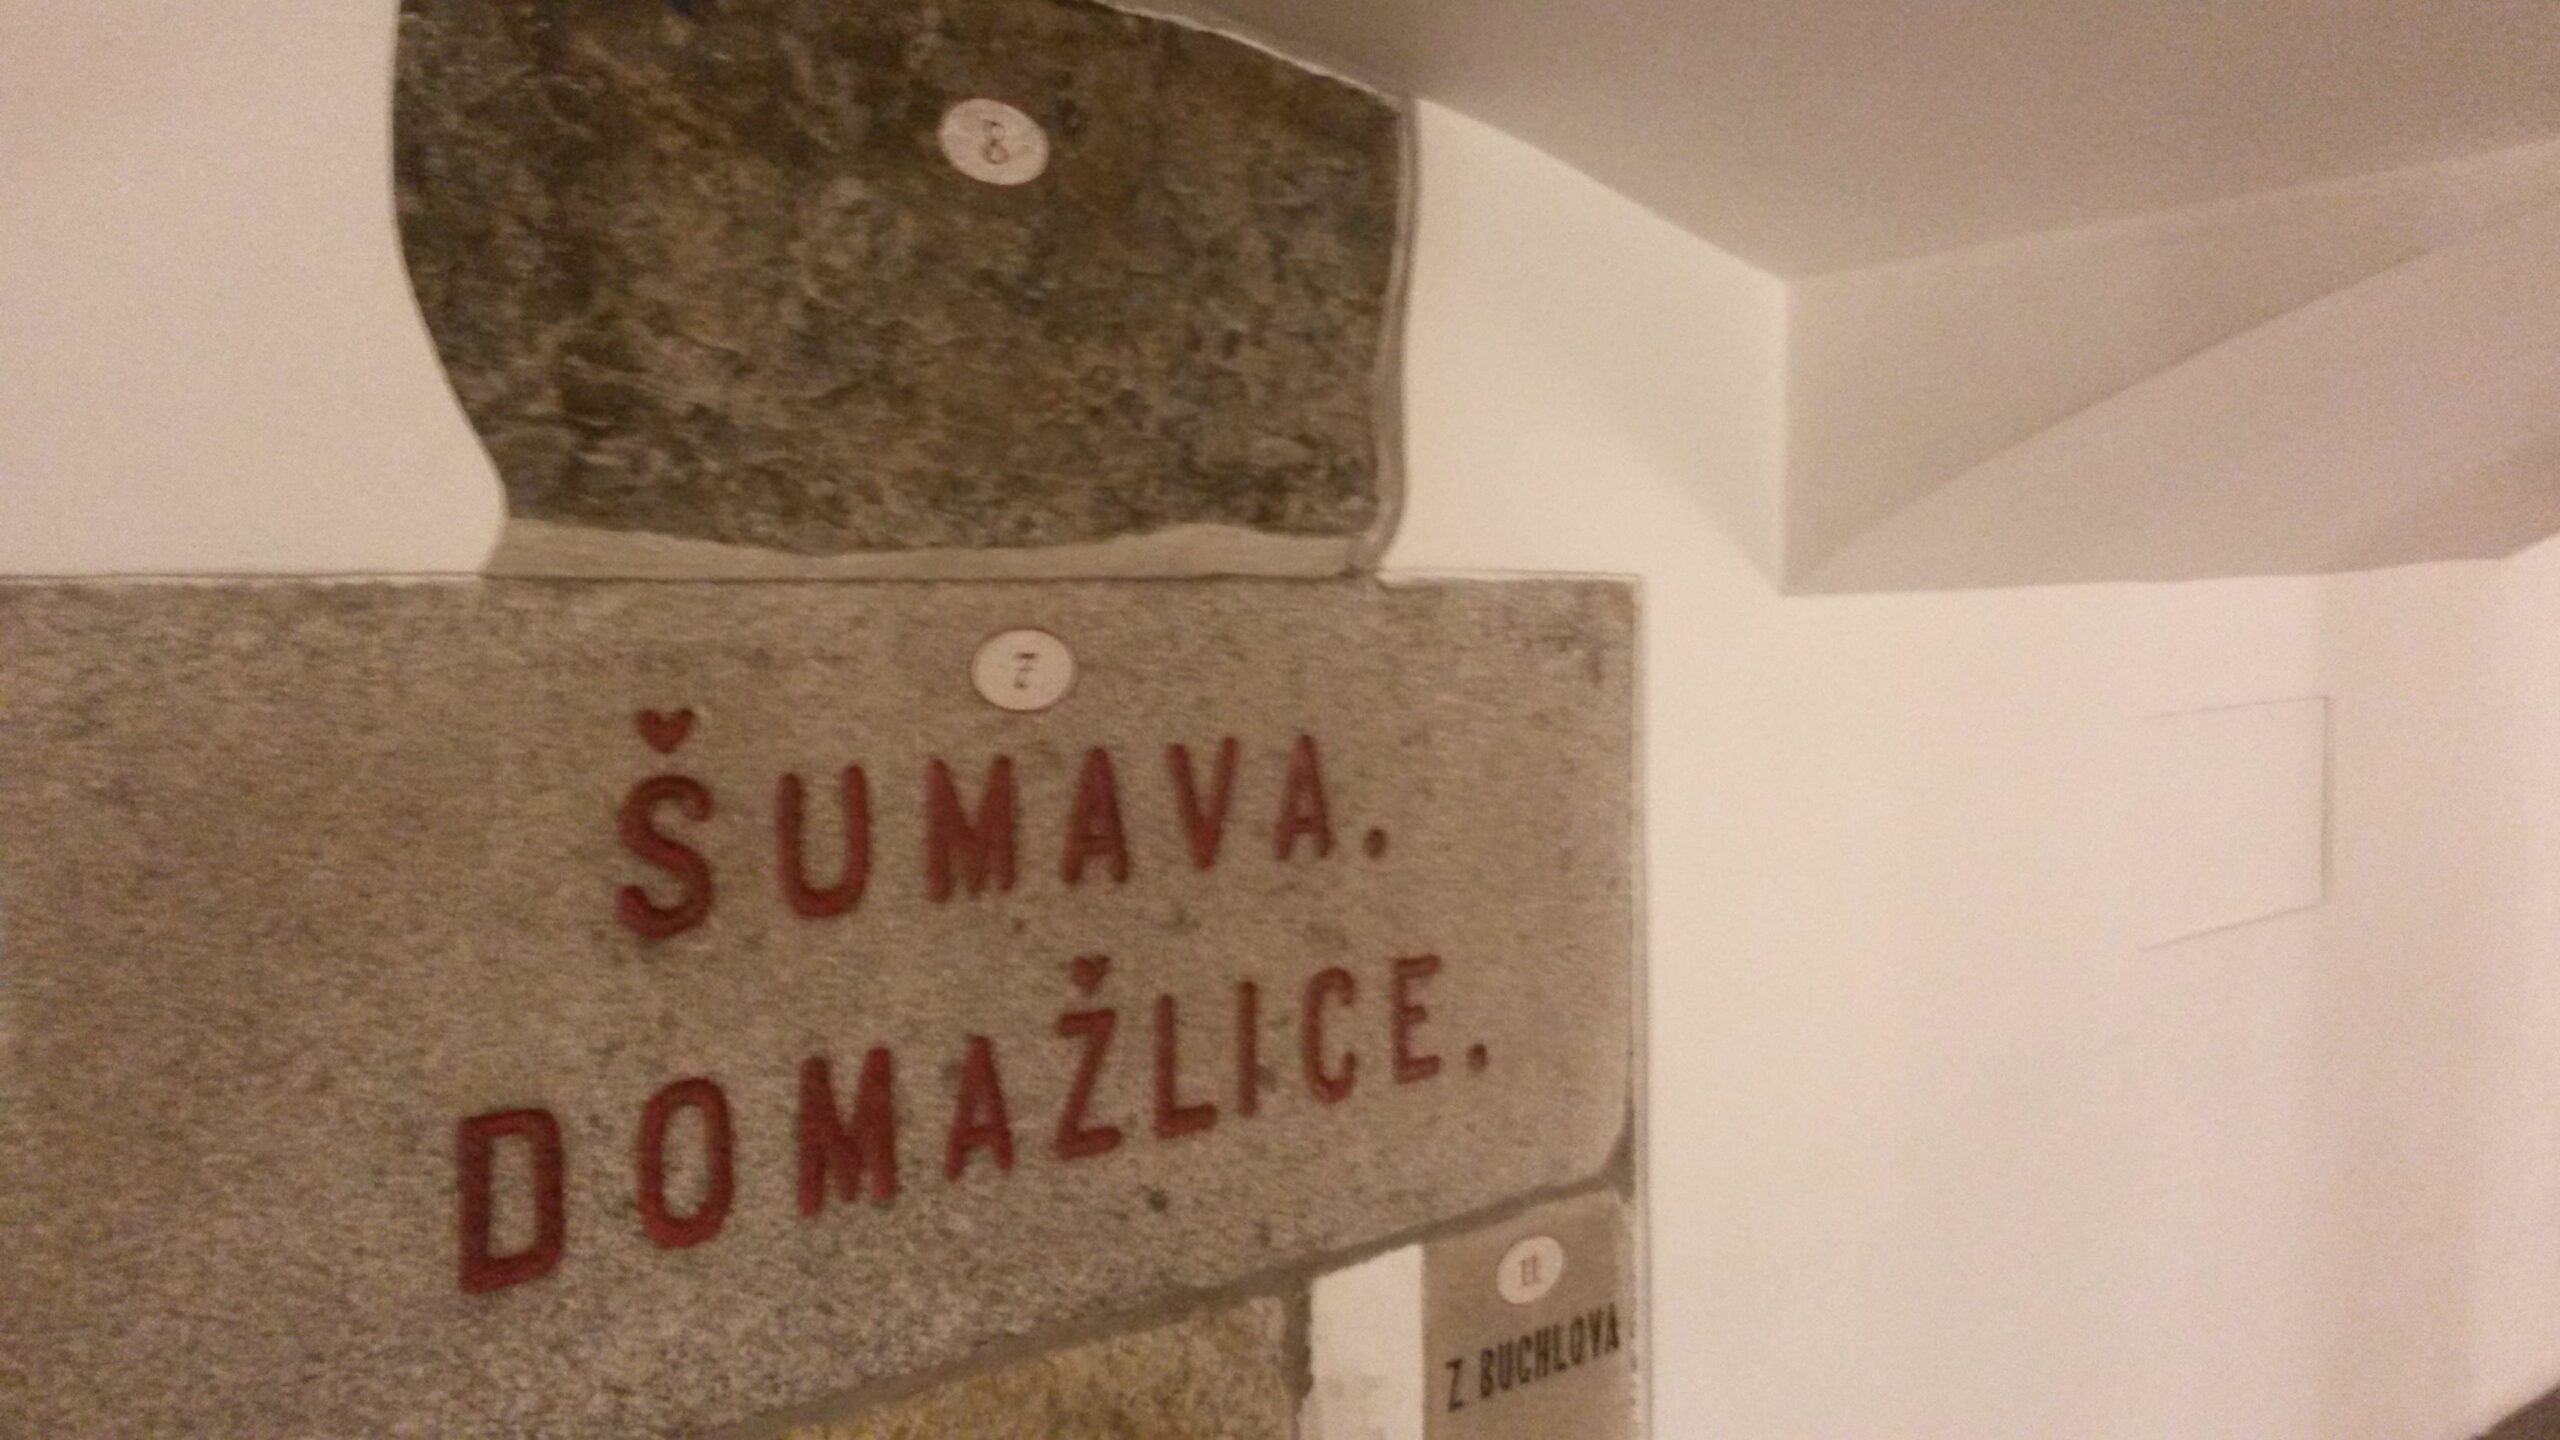 ŠUMAVA.
DOMAŽLICE.
Z BUCHLOVA